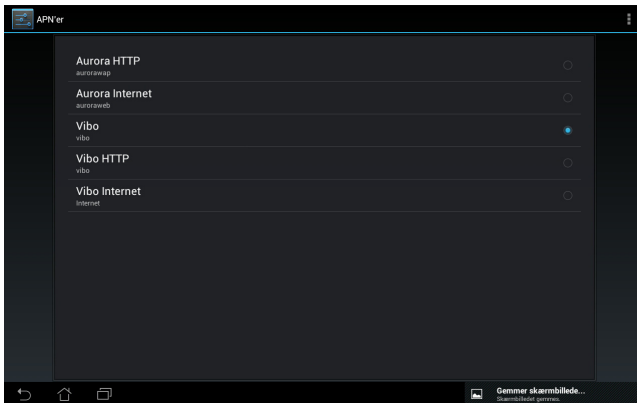 APN'er
Aurora HTTP
aurorawap
Aurora Internet
auroraweb
Vibo
vibo
Vibo HTTP
vibo
Vibo Internet
Internet
Gemmer skærmbillede...
Skærmbilledet gemmes.